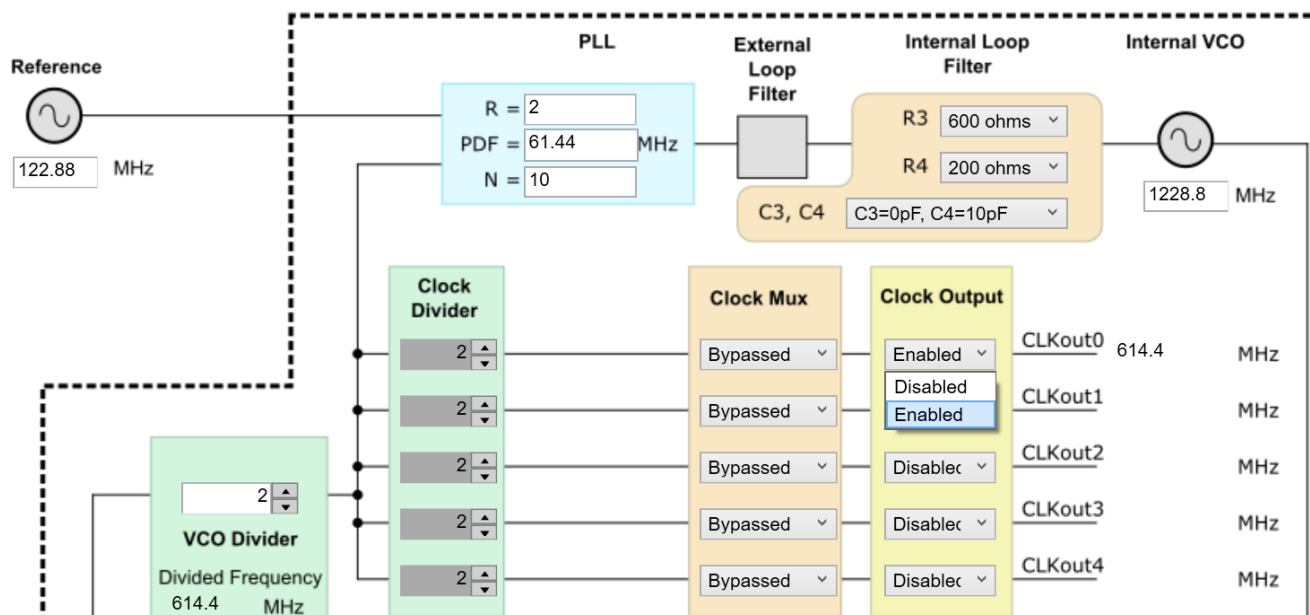 Reference
122.88 MHz
PLL
R = 2
PDF = 61.44 MHz
N = 10
External
Loop
Filter
Internal Loop
Filter
R3 600 ohms
R4 200 ohms
C3, C4 C3=0pF, C4=10pF
Internal VCO
1228.8 MHz
Clock
Divider
Clock Mux
Clock Output
2 Bypassed Enabled CLKout0 614.4 MHz
Disabled
Enabled
2 Bypassed CLKout1 MHz
2 Bypassed Disabled CLKout2 MHz
2 Bypassed Disabled CLKout3 MHz
2 Bypassed Disabled CLKout4 MHz
2
VCO Divider
Divided Frequency
614.4 MHz